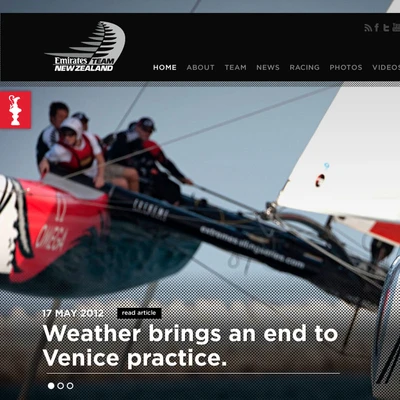 Emirates TEAM
NEW ZEALAND
HOME ABOUT TEAM NEWS RACING PHOTOS VIDEOS
EXTREME
extremesailingseries.com
OMEGA
17 MAY 2012 read article
Weather brings an end to
Venice practice.